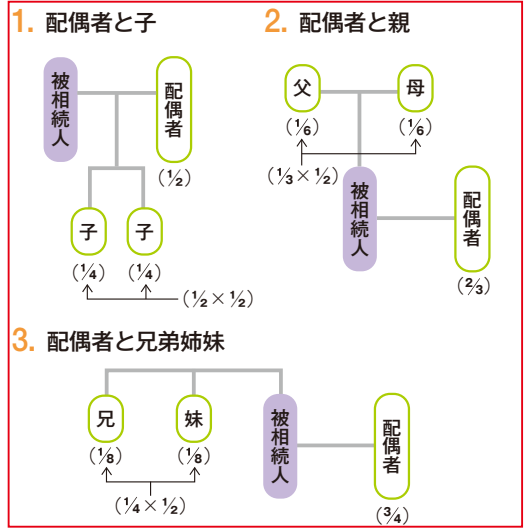 1. 配偶者と子
被相続人
配偶者
(1/2)
子
子
(1/4)
(1/4)
(1/2×1/2)
2. 配偶者と親
父
母
(1/6)
(1/6)
(1/3×1/2)
被相続人
配偶者
(2/3)
3. 配偶者と兄弟姉妹
兄
妹
被相続人
配偶者
(1/8)
(1/8)
(1/4×1/2)
(3/4)